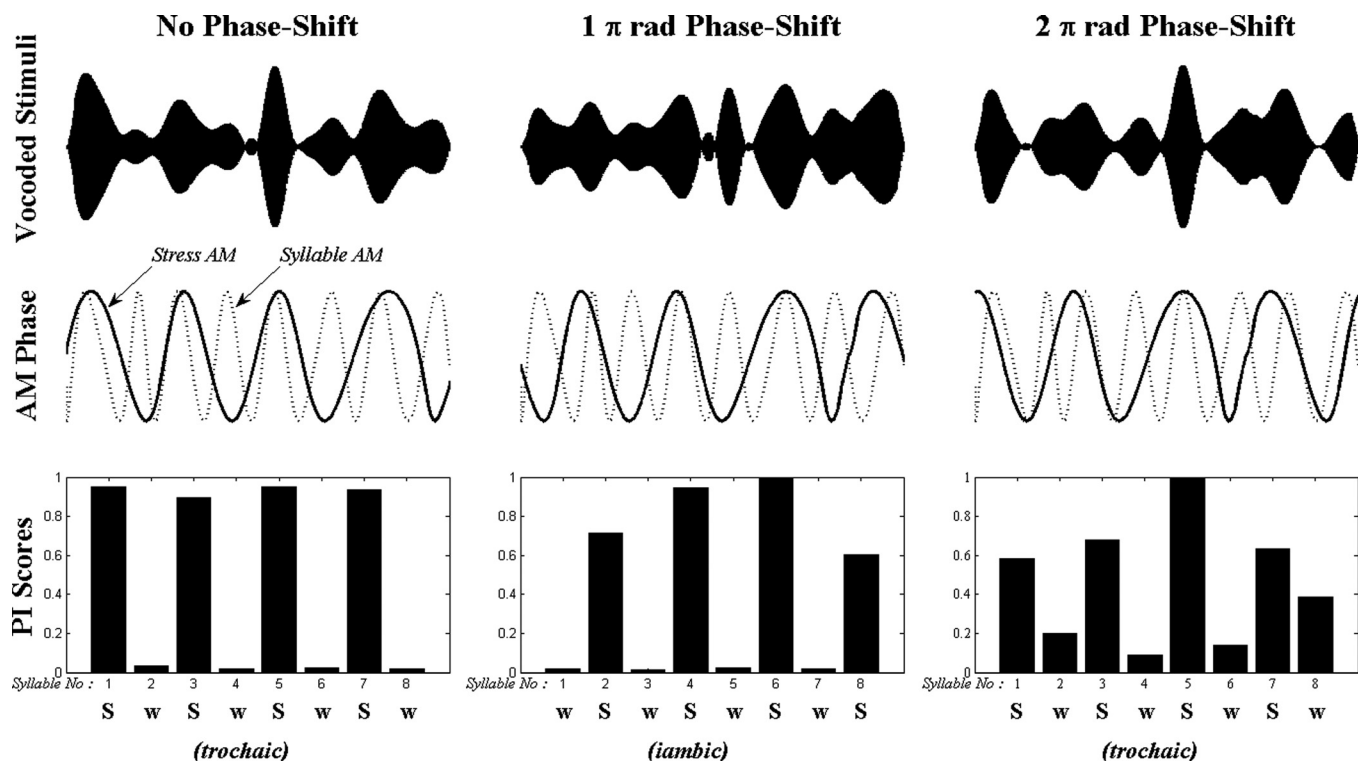 No Phase-Shift 1 π rad Phase-Shift 2 π rad Phase-Shift
Vocoded Stimuli
Stress AM Syllable AM
AM Phase
PI Scores
1 1 1
0.8 0.8 0.8
0.6 0.6 0.6
0.4 0.4 0.4
0.2 0.2 0.2
0 0 0
Syllable No : 1 2 3 4 5 6 7 8 Syllable No : 1 2 3 4 5 6 7 8 Syllable No : 1 2 3 4 5 6 7 8
S w S w S w S w w S w S w S w S S w S w S w S w
(trochaic) (iambic) (trochaic)